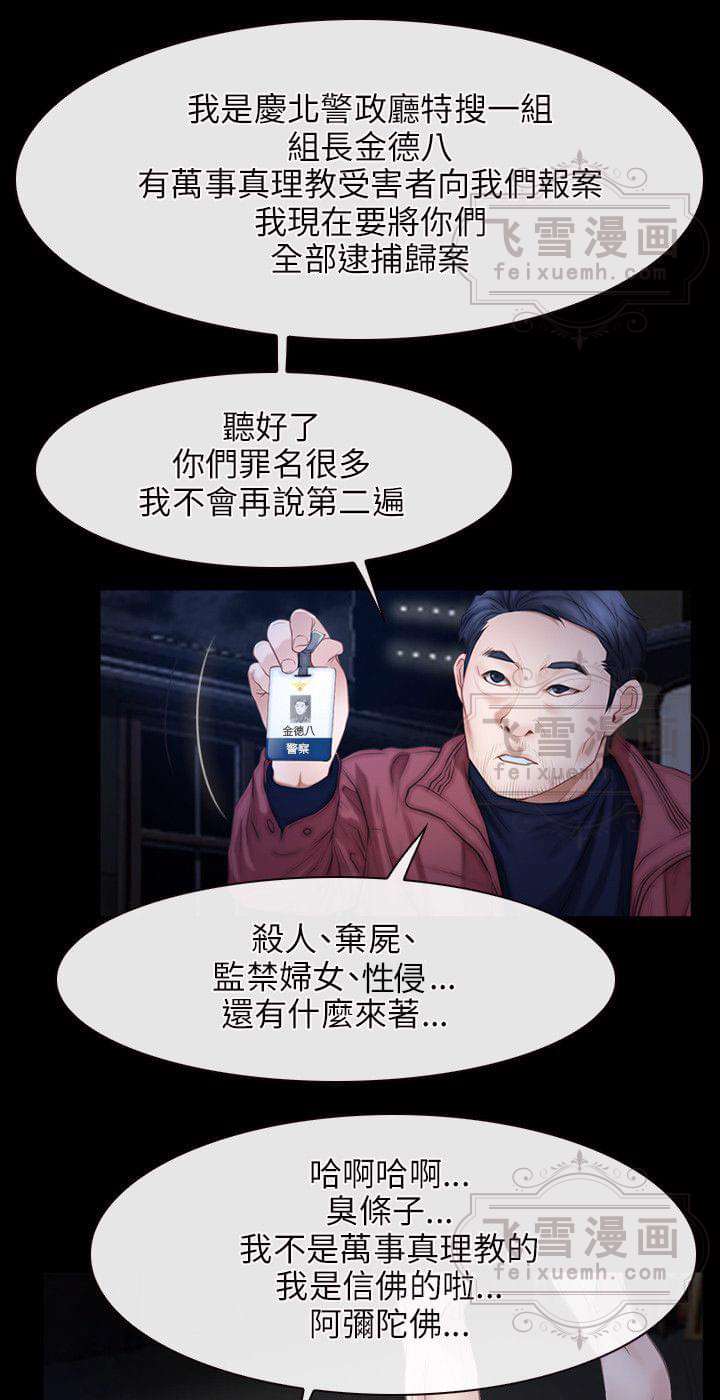 我是慶北警政廳特搜一組
組長金德八
有萬事真理教受害者向我們報案
我現在要將你們
全部逮捕歸案
飞雪漫画
feixuemh.com
聽好了
你們罪名很多
我不會再說第二遍
金德八
警察
飞雪漫画
feixuemh.com
殺人、棄屍、
監禁婦女、性侵...
還有什麼來著...
哈啊哈啊...
臭條子...
我不是萬事真理教的
我是信佛的啦...
阿彌陀佛...
飞雪漫画
feixuemh.com